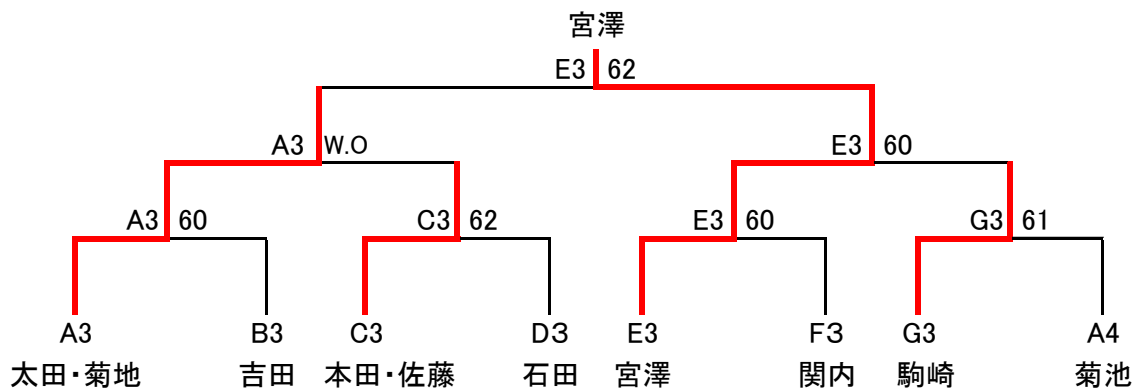 宮澤
E3 62
A3 W.O E3 60
A3 60 C3 62 E3 60 G3 61
A3 B3 C3 D3 E3 F3 G3 A4
太田・菊地 吉田 本田・佐藤 石田 宮澤 関内 駒崎 菊池